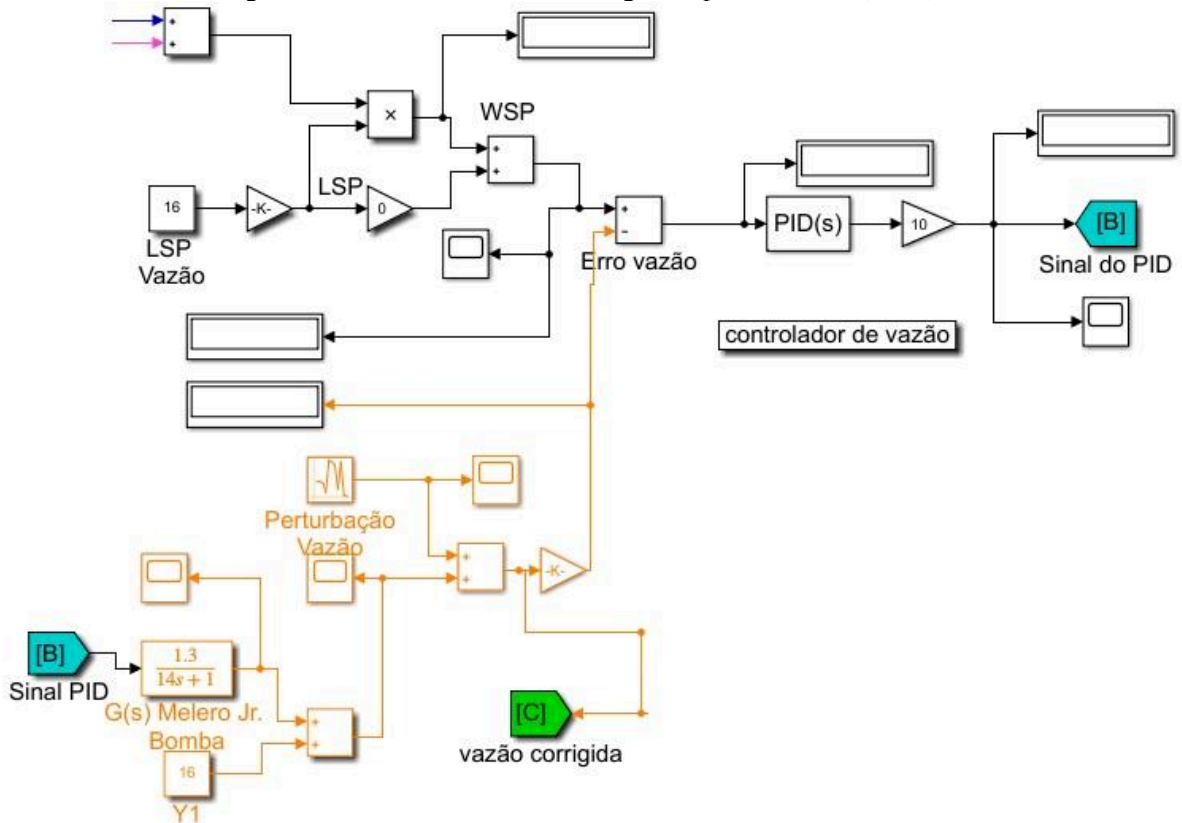 +
+
×
WSP
+
+
16
-K-
LSP
0
LSP
Vazão
+
−
Erro vazão
PID(s)
10
[B]
Sinal do PID
controlador de vazão
Perturbação
Vazão
+
+
-K-
[B]
Sinal PID
1.3
14s + 1
G(s) Melero Jr.
Bomba
+
+
16
Y1
[C]
vazão corrigida